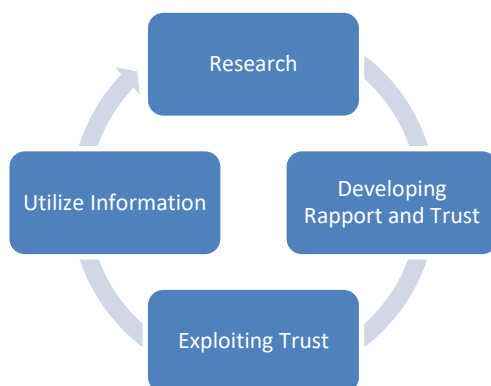 Research
Developing
Rapport and Trust
Exploiting Trust
Utilize Information